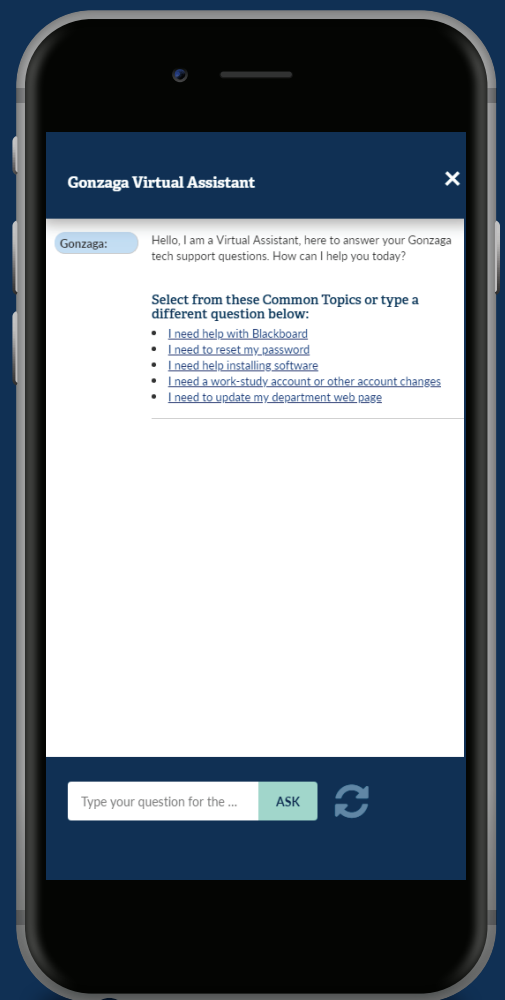 Gonzaga Virtual Assistant
Gonzaga:
Hello, I am a Virtual Assistant, here to answer your Gonzaga
tech support questions. How can I help you today?
Select from these Common Topics or type a
different question below:
I need help with Blackboard
I need to reset my password
I need help installing software
I need a work-study account or other account changes
I need to update my department web page
Type your question for the ...
ASK